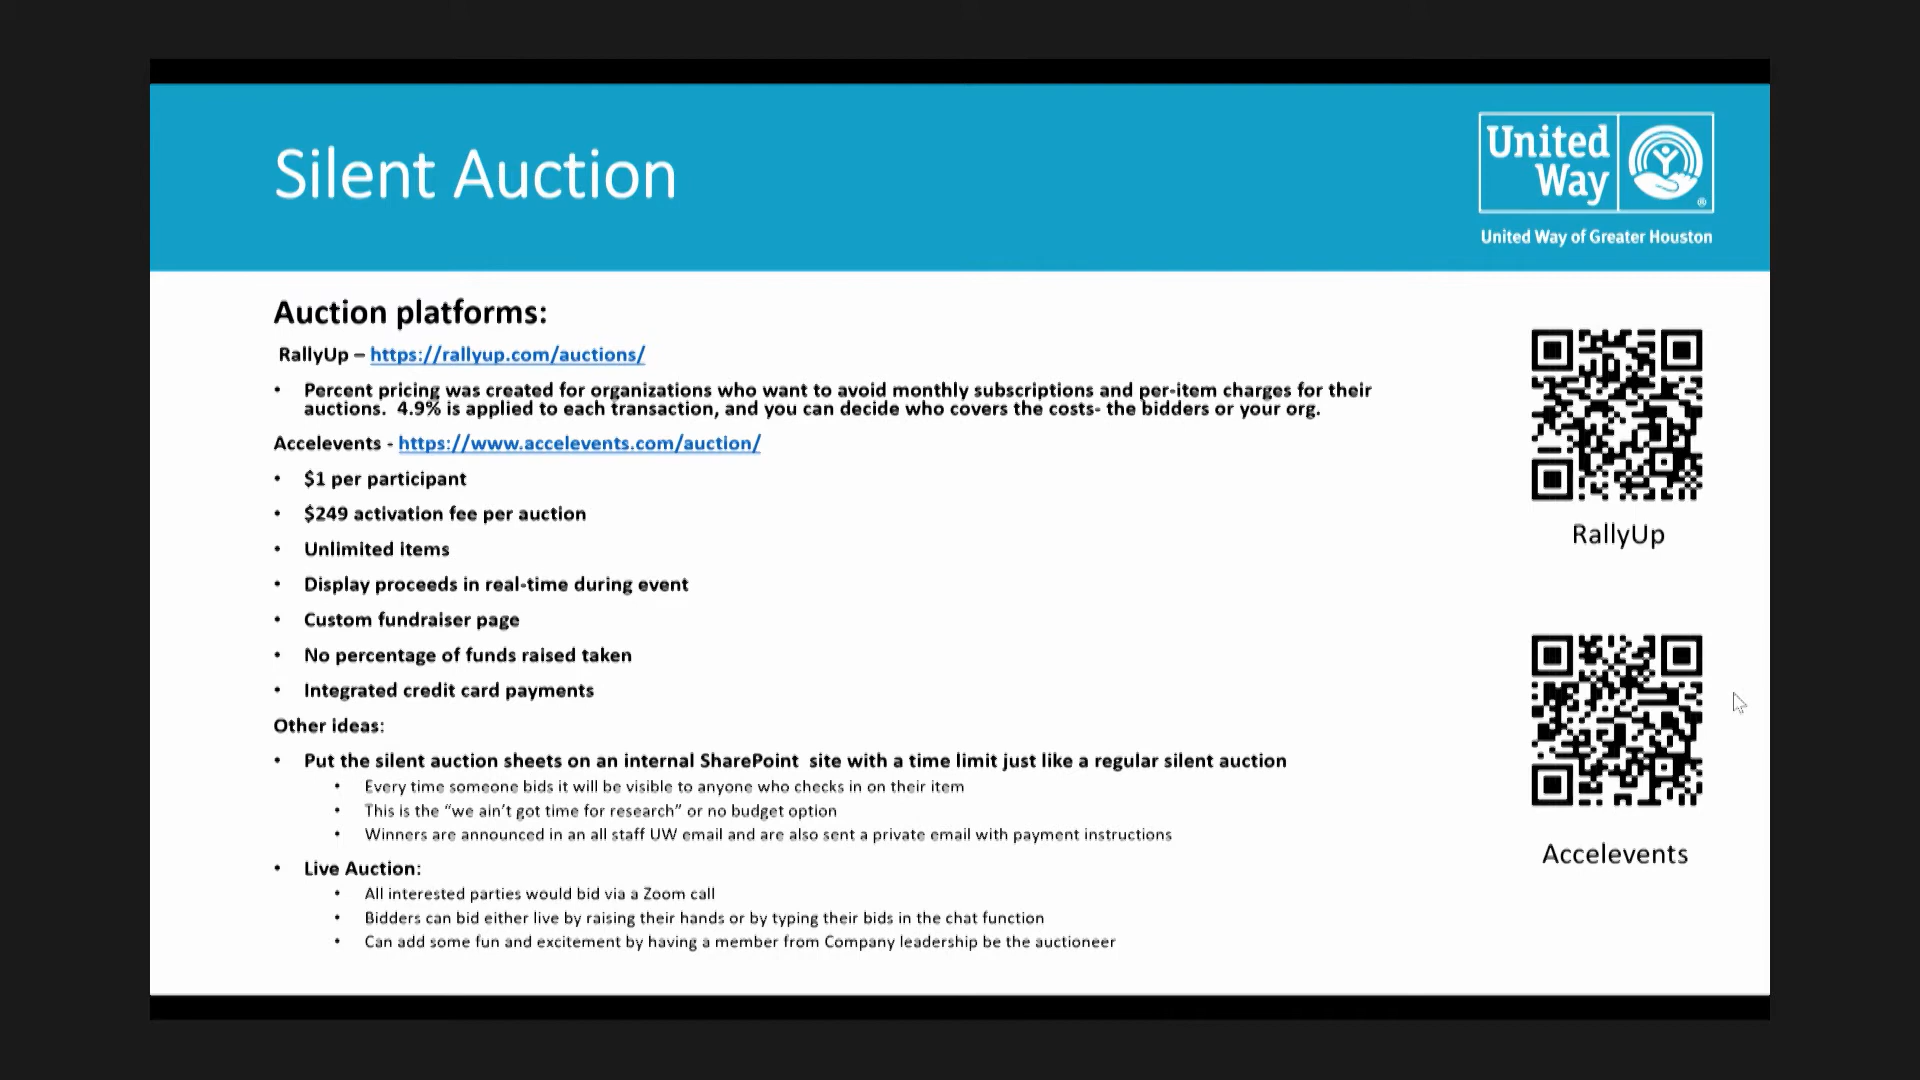 Silent Auction
United
Way
®
United Way of Greater Houston
Auction platforms:
RallyUp – https://rallyup.com/auctions/
• Percent pricing was created for organizations who want to avoid monthly subscriptions and per-item charges for their
auctions.  4.9% is applied to each transaction, and you can decide who covers the costs- the bidders or your org.
Accelevents - https://www.accelevents.com/auction/
• $1 per participant
• $249 activation fee per auction
• Unlimited items
• Display proceeds in real-time during event
• Custom fundraiser page
• No percentage of funds raised taken
• Integrated credit card payments
Other ideas:
• Put the silent auction sheets on an internal SharePoint  site with a time limit just like a regular silent auction
• Every time someone bids it will be visible to anyone who checks in on their item
• This is the “we ain’t got time for research” or no budget option
• Winners are announced in an all staff UW email and are also sent a private email with payment instructions
• Live Auction:
• All interested parties would bid via a Zoom call
• Bidders can bid either live by raising their hands or by typing their bids in the chat function
• Can add some fun and excitement by having a member from Company leadership be the auctioneer
RallyUp
Accelevents